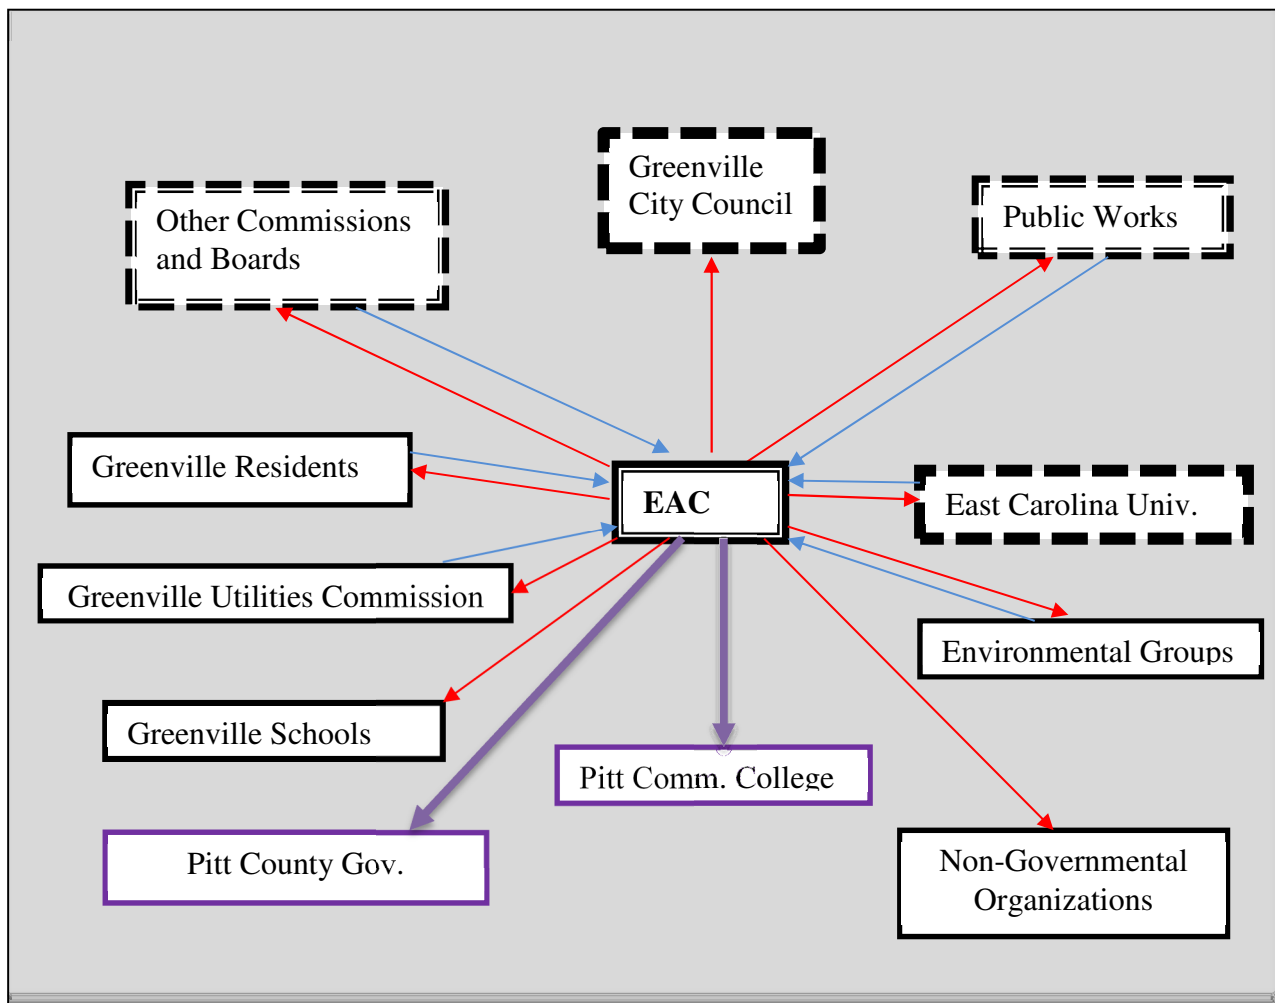 Greenville
City Council
Other Commissions
and Boards
Public Works
Greenville Residents
EAC
East Carolina Univ.
Greenville Utilities Commission
Environmental Groups
Greenville Schools
Pitt Comm. College
Pitt County Gov.
Non-Governmental
Organizations